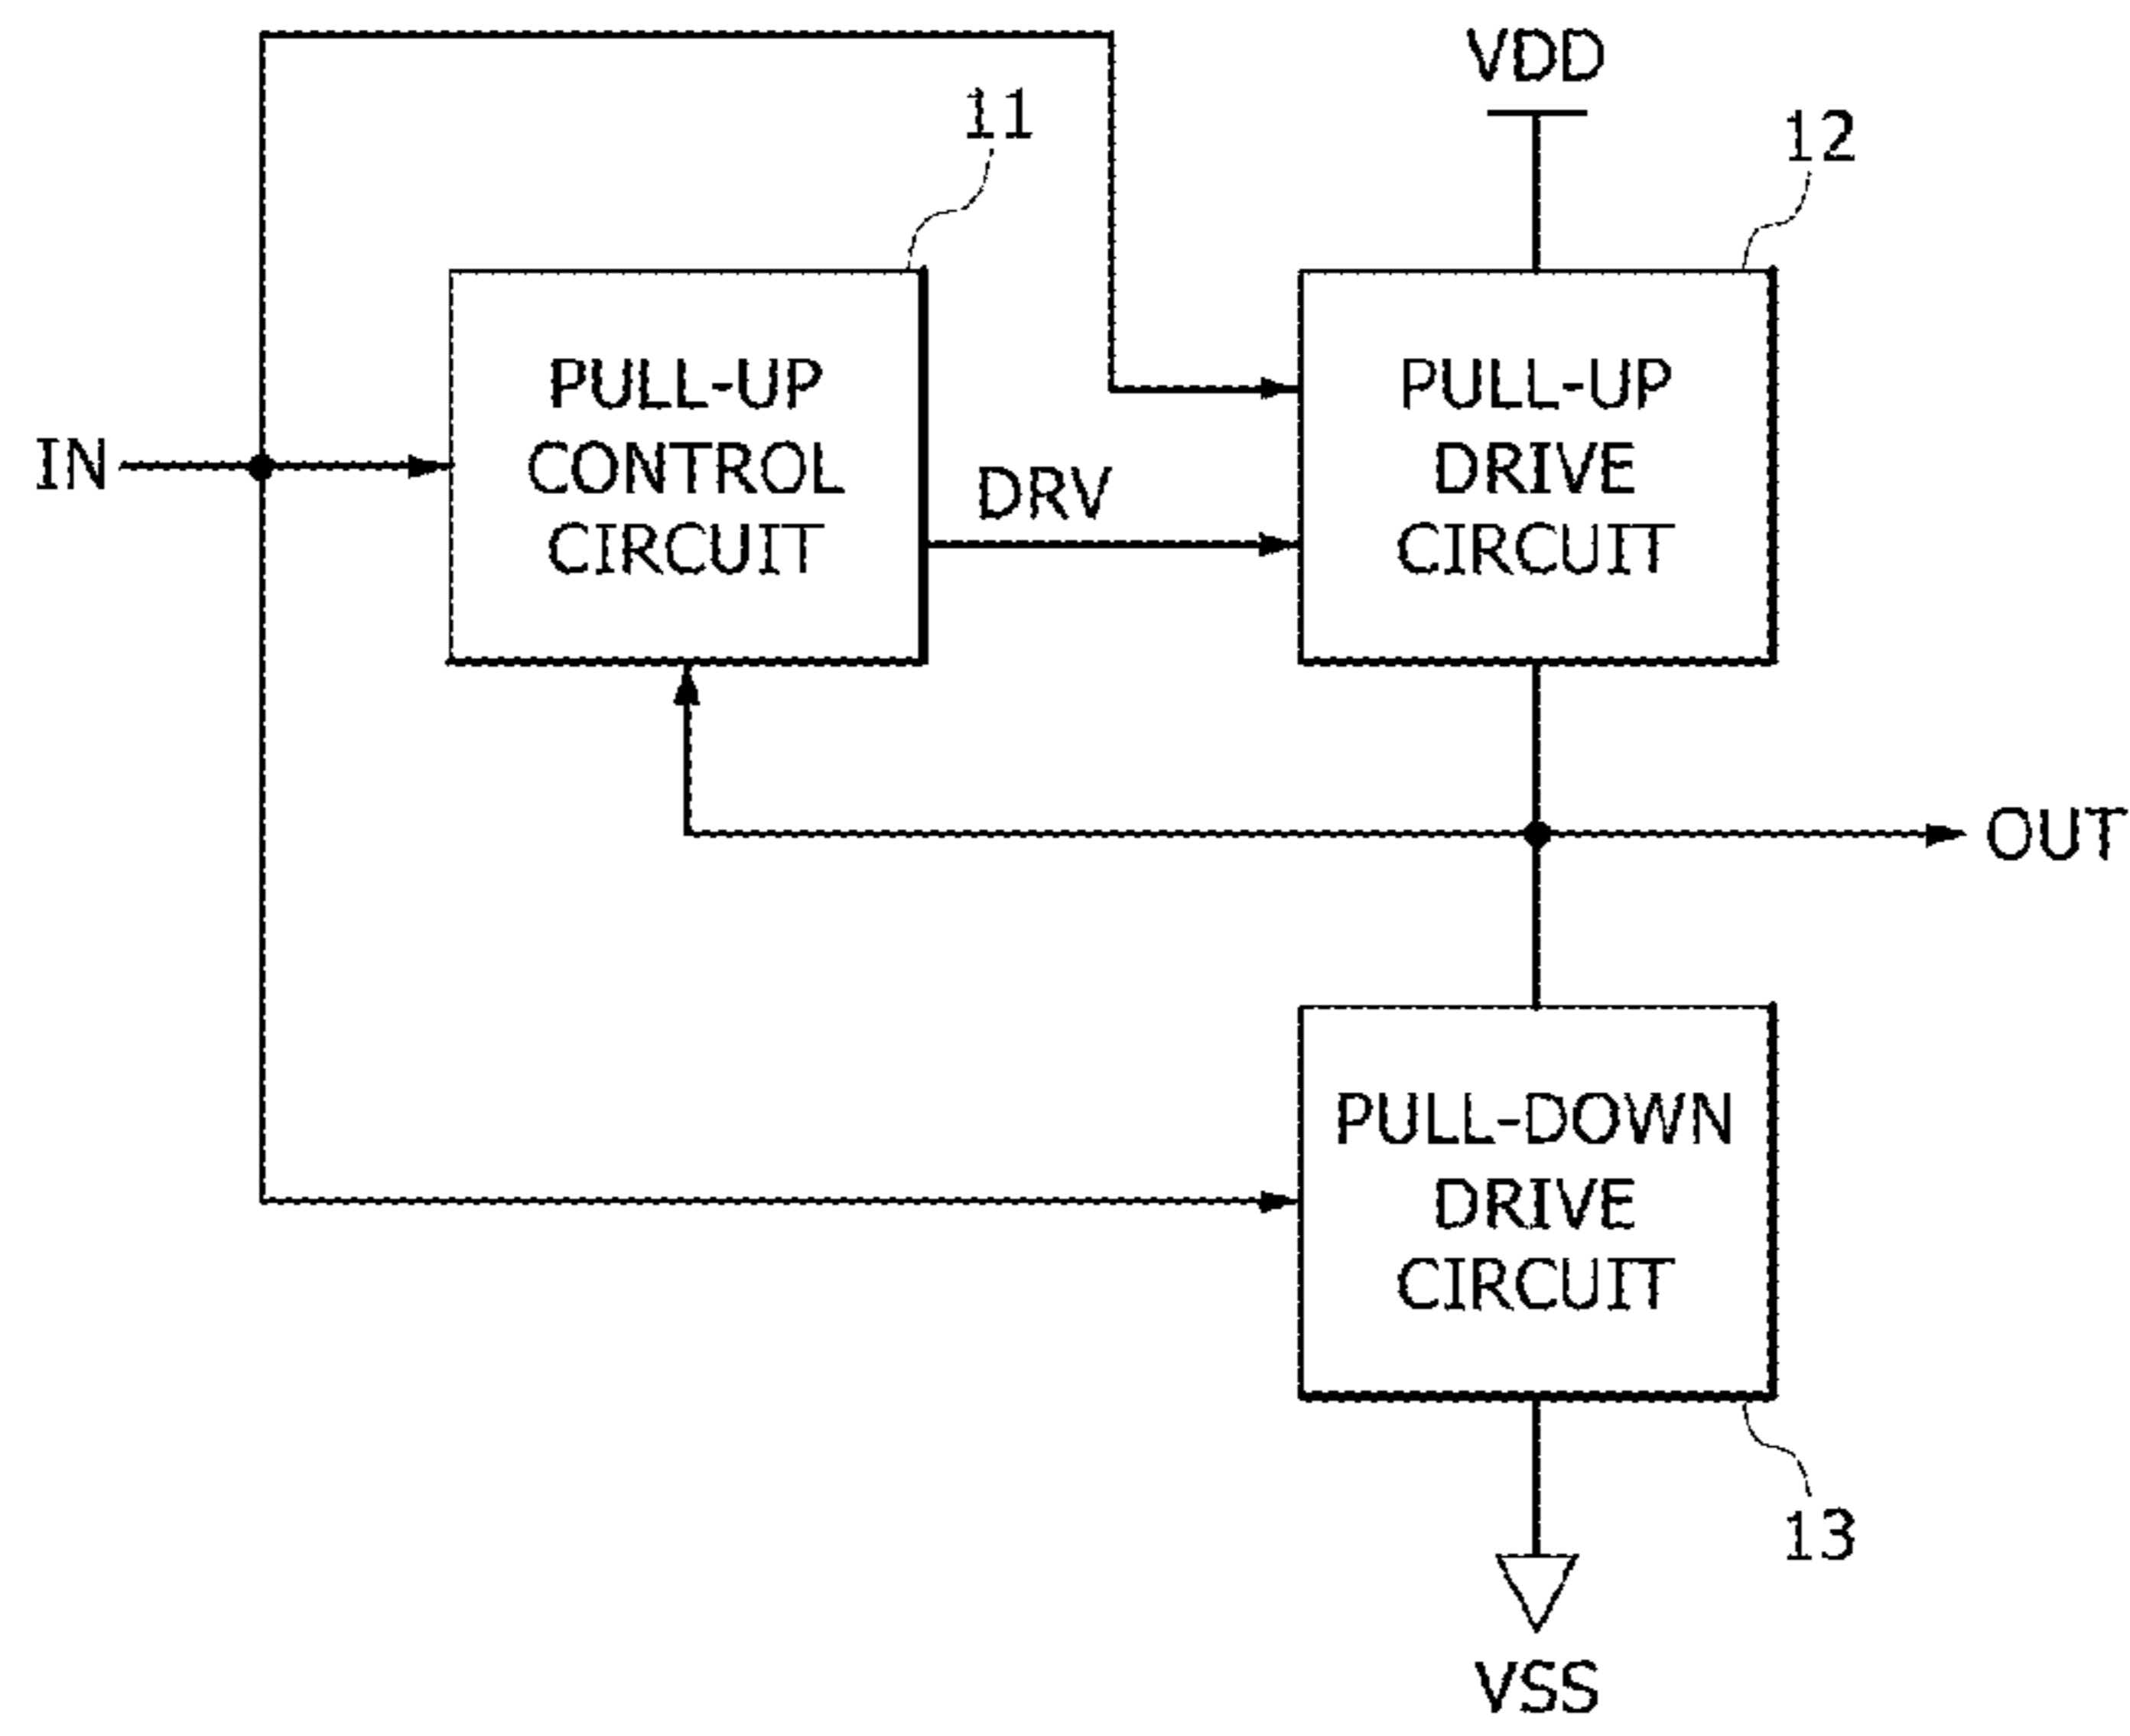 VDD
11
12
PULL-UP
CONTROL
CIRCUIT
PULL-UP
DRIVE
CIRCUIT
IN
DRV
OUT
PULL-DOWN
DRIVE
CIRCUIT
13
VSS